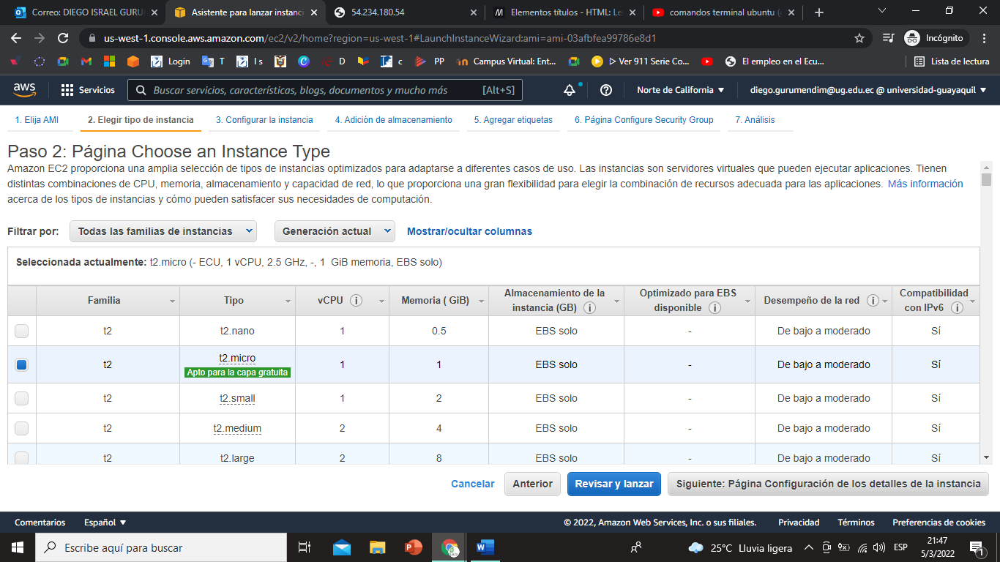 Correo: DIEGO ISRAEL GURU
Asistente para lanzar instanci
54.234.180.54
Elementos títulos - HTML: Le
comandos terminal ubuntu (
us-west-1.console.aws.amazon.com/ec2/v2/home?region=us-west-1#LaunchInstanceWizard:ami=ami-03afbfea99786e8d1
Incógnito
Login
T
I s
D
c
PP
Campus Virtual: Ent...
▷ Ver 911 Serie Co...
El empleo en el Ecu...
Lista de lectura
aws
Servicios
Buscar servicios, características, blogs, documentos y mucho más
[Alt+S]
Norte de California
diego.gurumendim@ug.edu.ec @ universidad-guayaquil
1. Elija AMI
2. Elegir tipo de instancia
3. Configurar la instancia
4. Adición de almacenamiento
5. Agregar etiquetas
6. Página Configure Security Group
7. Análisis
Paso 2: Página Choose an Instance Type
Amazon EC2 proporciona una amplia selección de tipos de instancias optimizados para adaptarse a diferentes casos de uso. Las instancias son servidores virtuales que pueden ejecutar aplicaciones. Tienen
distintas combinaciones de CPU, memoria, almacenamiento y capacidad de red, lo que proporciona una gran flexibilidad para elegir la combinación de recursos adecuada para las aplicaciones. Más información
acerca de los tipos de instancias y cómo pueden satisfacer sus necesidades de computación.
Filtrar por: Todas las familias de instancias Generación actual Mostrar/ocultar columnas
Seleccionada actualmente: t2.micro (- ECU, 1 vCPU, 2.5 GHz, -, 1 GiB memoria, EBS solo)
Familia
Tipo
vCPU
Memoria ( GiB)
Almacenamiento de la
instancia (GB)
Optimizado para EBS
disponible
Desempeño de la red
Compatibilidad
con IPv6
t2 t2.nano 1 0.5 EBS solo - De bajo a moderado Sí
t2 t2.micro 1 1 EBS solo - De bajo a moderado Sí
Apto para la capa gratuita
t2 t2.small 1 2 EBS solo - De bajo a moderado Sí
t2 t2.medium 2 4 EBS solo - De bajo a moderado Sí
t2 t2.large 2 8 EBS solo - De bajo a moderado Sí
Cancelar
Anterior
Revisar y lanzar
Siguiente: Página Configuración de los detalles de la instancia
Comentarios
Español
© 2022, Amazon Web Services, Inc. o sus filiales.
Privacidad
Términos
Preferencias de cookies
Escribe aquí para buscar
25°C Lluvia ligera
ESP
21:47
5/3/2022
1